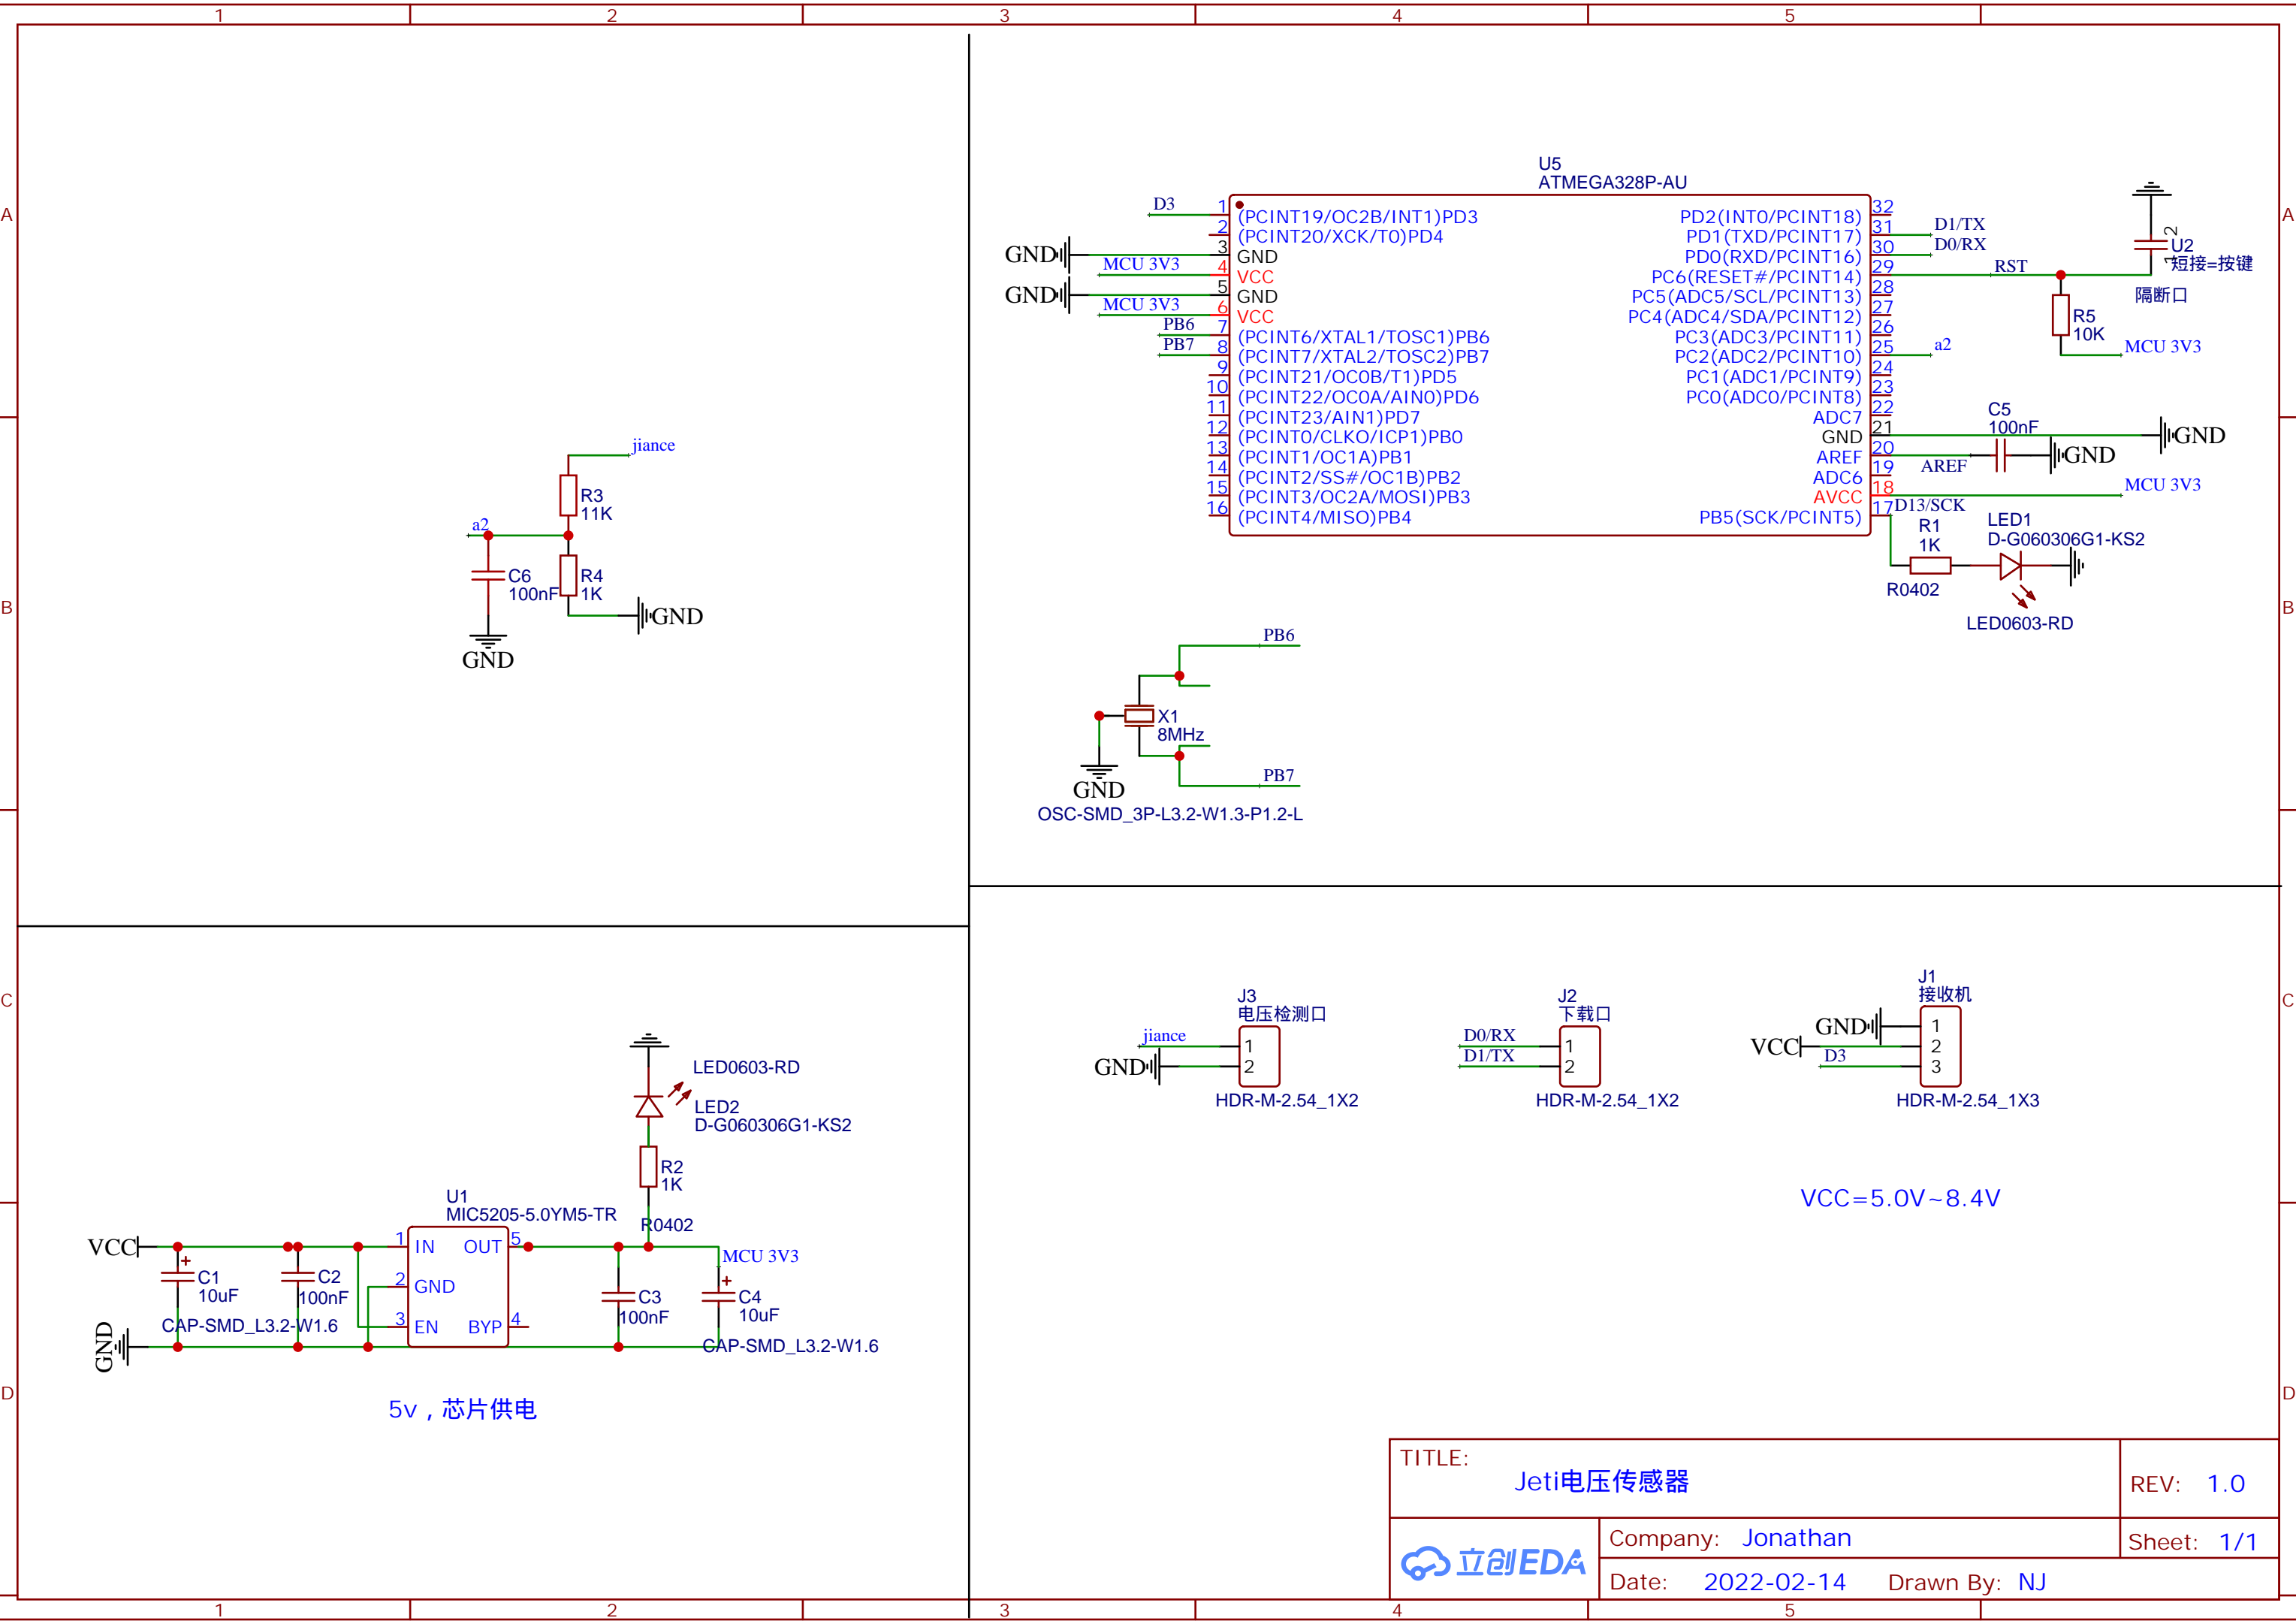 1 2 3 4 5
A
B
C
D
A
B
C
D
jiance
R3
11K
a2
C6
100nF
R4
1K
GND
GND
U5
ATMEGA328P-AU
D3
GND
MCU 3V3
GND
MCU 3V3
PB6
PB7
1 (PCINT19/OC2B/INT1)PD3
2 (PCINT20/XCK/T0)PD4
3 GND
4 VCC
5 GND
6 VCC
7 (PCINT6/XTAL1/TOSC1)PB6
8 (PCINT7/XTAL2/TOSC2)PB7
9 (PCINT21/OC0B/T1)PD5
10 (PCINT22/OC0A/AIN0)PD6
11 (PCINT23/AIN1)PD7
12 (PCINT0/CLKO/ICP1)PB0
13 (PCINT1/OC1A)PB1
14 (PCINT2/SS#/OC1B)PB2
15 (PCINT3/OC2A/MOSI)PB3
16 (PCINT4/MISO)PB4
PD2(INT0/PCINT18) 32
PD1(TXD/PCINT17) 31
PD0(RXD/PCINT16) 30
PC6(RESET#/PCINT14) 29
PC5(ADC5/SCL/PCINT13) 28
PC4(ADC4/SDA/PCINT12) 27
PC3(ADC3/PCINT11) 26
PC2(ADC2/PCINT10) 25
PC1(ADC1/PCINT9) 24
PC0(ADC0/PCINT8) 23
ADC7 22
GND 21
AREF 20
ADC6 19
AVCC 18
PB5(SCK/PCINT5) 17
D1/TX
D0/RX
RST
a2
1 2
U2
短接=按键
隔断口
R5
10K
MCU 3V3
C5
100nF
GND
AREF
GND
MCU 3V3
D13/SCK
R1
1K
R0402
LED1
D-G060306G1-KS2
LED0603-RD
PB6
X1
8MHz
GND
PB7
OSC-SMD_3P-L3.2-W1.3-P1.2-L
LED0603-RD
LED2
D-G060306G1-KS2
R2
1K
R0402
U1
MIC5205-5.0YM5-TR
VCC
1 IN
2 GND
3 EN
OUT 5
BYP 4
+
C1
10uF
CAP-SMD_L3.2-W1.6
C2
100nF
GND
C3
100nF
MCU 3V3
+
C4
10uF
CAP-SMD_L3.2-W1.6
5v，芯片供电
J3
电压检测口
jiance
GND
1
2
HDR-M-2.54_1X2
J2
下载口
D0/RX
D1/TX
1
2
HDR-M-2.54_1X2
J1
接收机
GND
VCC
D3
1
2
3
HDR-M-2.54_1X3
VCC=5.0V~8.4V
TITLE:
Jeti电压传感器
REV: 1.0
立创EDA
Company: Jonathan
Sheet: 1/1
Date: 2022-02-14 Drawn By: NJ
1 2 3 4 5